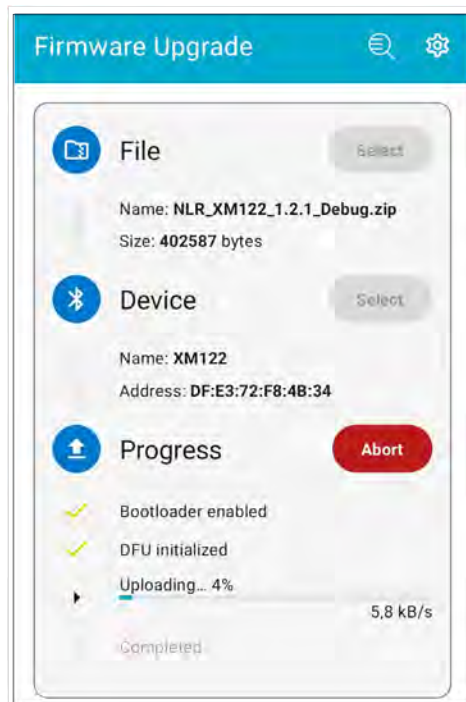 Firmware Upgrade
File
Select
Name: NLR_XM122_1.2.1_Debug.zip
Size: 402587 bytes
Device
Select
Name: XM122
Address: DF:E3:72:F8:4B:34
Progress
Abort
Bootloader enabled
DFU initialized
Uploading... 4%
5,8 kB/s
Completed